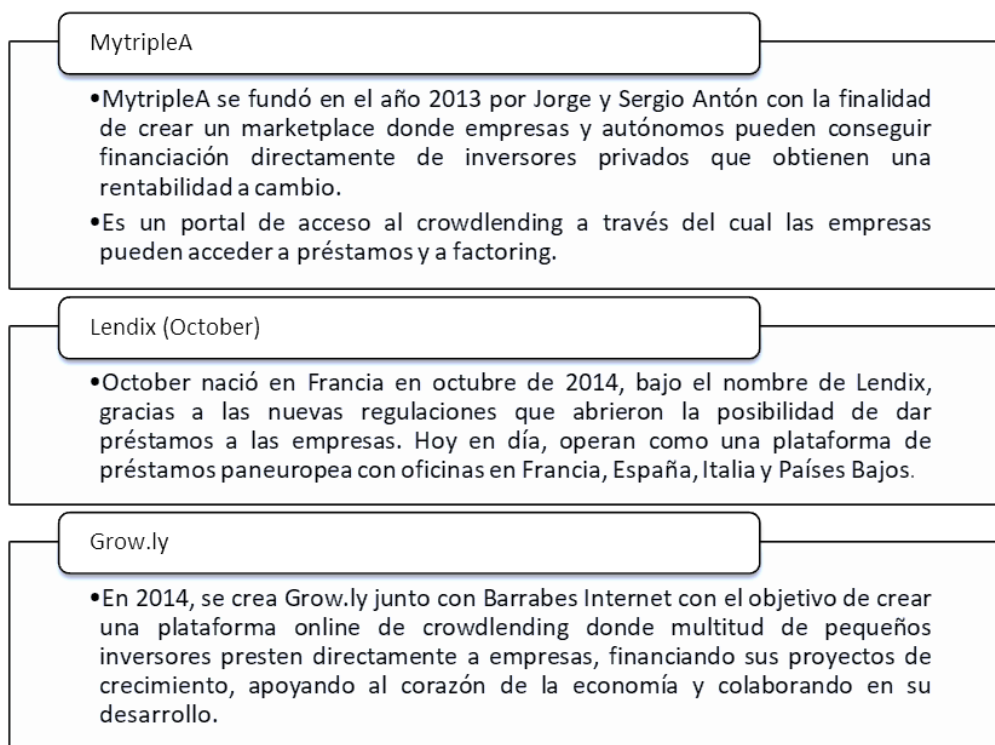 MytripleA
•MytripleA se fundó en el año 2013 por Jorge y Sergio Antón con la finalidad
de crear un marketplace donde empresas y autónomos pueden conseguir
financiación directamente de inversores privados que obtienen una
rentabilidad a cambio.
•Es un portal de acceso al crowdlending a través del cual las empresas
pueden acceder a préstamos y a factoring.
Lendix (October)
•October nació en Francia en octubre de 2014, bajo el nombre de Lendix,
gracias a las nuevas regulaciones que abrieron la posibilidad de dar
préstamos a las empresas. Hoy en día, operan como una plataforma de
préstamos paneuropea con oficinas en Francia, España, Italia y Países Bajos.
Grow.ly
•En 2014, se crea Grow.ly junto con Barrabes Internet con el objetivo de crear
una plataforma online de crowdlending donde multitud de pequeños
inversores presten directamente a empresas, financiando sus proyectos de
crecimiento, apoyando al corazón de la economía y colaborando en su
desarrollo.